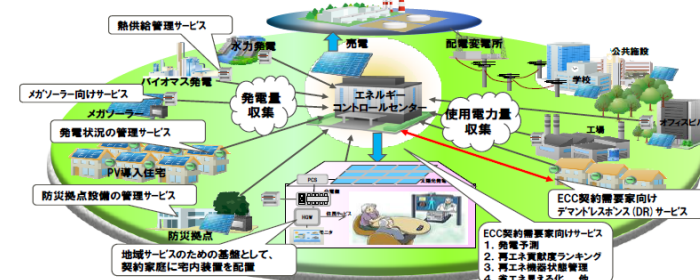 熱供給管理サービス
水力発電
売電
配電変電所
公共施設
学校
バイオマス発電
メガソーラー向けサービス
メガソーラー
発電量
収集
エネルギー
コントロールセンター
使用電力量
収集
工場
オフィスビル
発電状況の管理サービス
PV導入住宅
防災拠点設備の管理サービス
防災拠点
PCS
HGW
ECC契約需要家向け
デマンドレスホンス(DR)サービス
地域サービスのための基盤として、
契約家庭に宅内装置を配置
ECC契約需要家向けサービス
1. 発電予測
2. 再エネ貢献度ランキング
3. 再エネ機器状態管理
4. 省エネ見える化 他